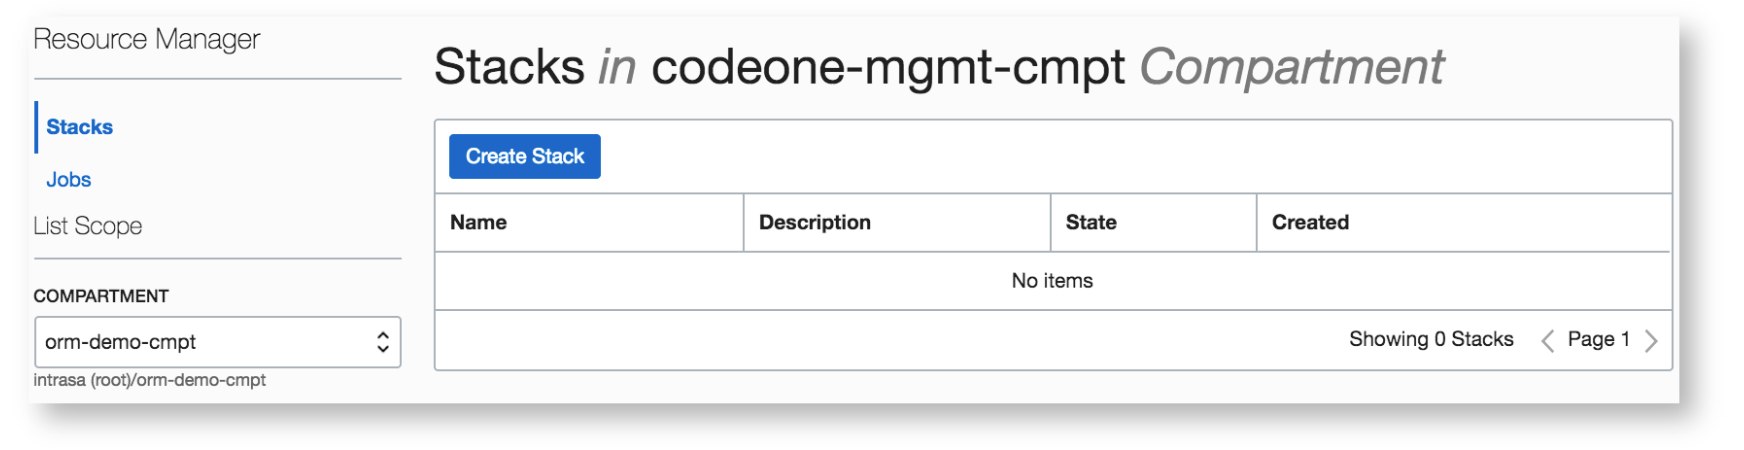 Resource Manager
Stacks
Jobs
List Scope
COMPARTMENT
orm-demo-cmpt
intrasa (root)/orm-demo-cmpt
Stacks in codeone-mgmt-cmpt Compartment
Create Stack
Name Description State Created
No items
Showing 0 Stacks Page 1